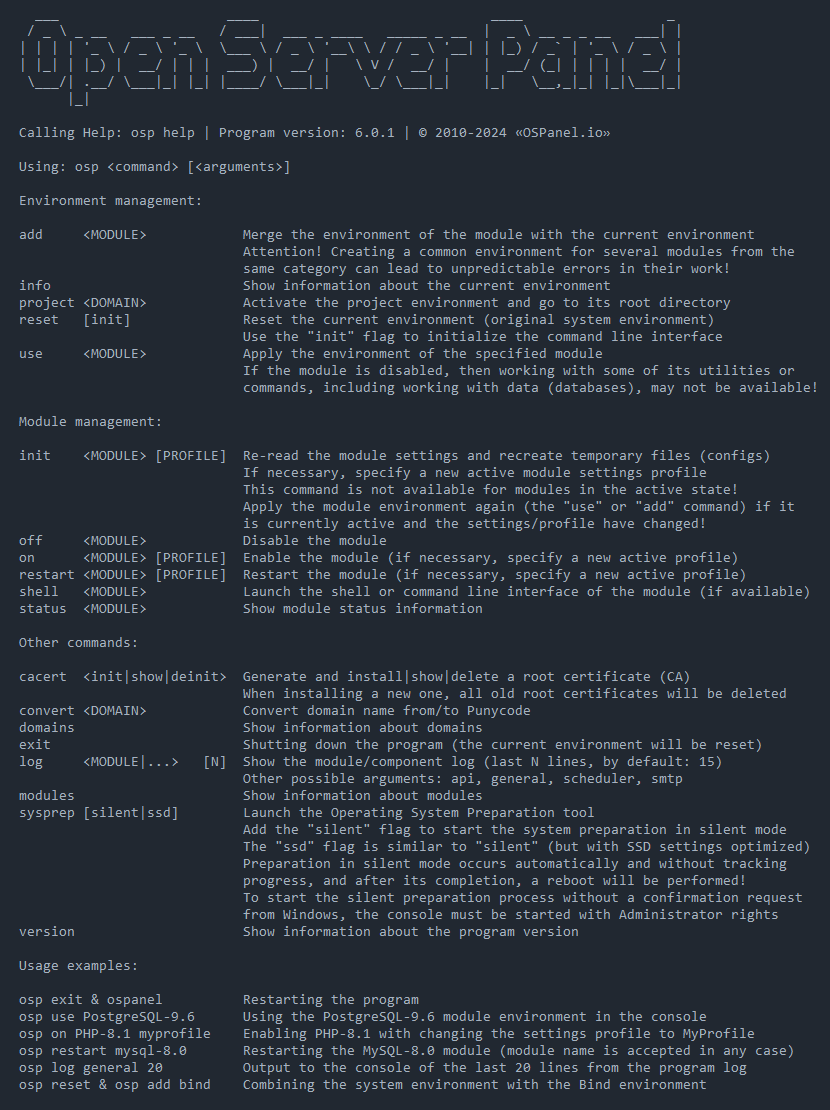 Open Server Panel
Calling Help: osp help | Program version: 6.0.1 | © 2010-2024 «OSPanel.io»
Using: osp <command> [<arguments>]
Environment management:
add     <MODULE>            Merge the environment of the module with the current environment
                            Attention! Creating a common environment for several modules from the
                            same category can lead to unpredictable errors in their work!
info                        Show information about the current environment
project <DOMAIN>            Activate the project environment and go to its root directory
reset   [init]              Reset the current environment (original system environment)
                            Use the "init" flag to initialize the command line interface
use     <MODULE>            Apply the environment of the specified module
                            If the module is disabled, then working with some of its utilities or
                            commands, including working with data (databases), may not be available!
Module management:
init    <MODULE> [PROFILE]  Re-read the module settings and recreate temporary files (configs)
                            If necessary, specify a new active module settings profile
                            This command is not available for modules in the active state!
                            Apply the module environment again (the "use" or "add" command) if it
                            is currently active and the settings/profile have changed!
off     <MODULE>            Disable the module
on      <MODULE> [PROFILE]  Enable the module (if necessary, specify a new active profile)
restart <MODULE> [PROFILE]  Restart the module (if necessary, specify a new active profile)
shell   <MODULE>            Launch the shell or command line interface of the module (if available)
status  <MODULE>            Show module status information
Other commands:
cacert  <init|show|deinit>  Generate and install|show|delete a root certificate (CA)
                            When installing a new one, all old root certificates will be deleted
convert <DOMAIN>            Convert domain name from/to Punycode
domains                     Show information about domains
exit                        Shutting down the program (the current environment will be reset)
log     <MODULE|...>   [N]  Show the module/component log (last N lines, by default: 15)
                            Other possible arguments: api, general, scheduler, smtp
modules                     Show information about modules
sysprep [silent|ssd]        Launch the Operating System Preparation tool
                            Add the "silent" flag to start the system preparation in silent mode
                            The "ssd" flag is similar to "silent" (but with SSD settings optimized)
                            Preparation in silent mode occurs automatically and without tracking
                            progress, and after its completion, a reboot will be performed!
                            To start the silent preparation process without a confirmation request
                            from Windows, the console must be started with Administrator rights
version                     Show information about the program version
Usage examples:
osp exit & ospanel          Restarting the program
osp use PostgreSQL-9.6      Using the PostgreSQL-9.6 module environment in the console
osp on PHP-8.1 myprofile    Enabling PHP-8.1 with changing the settings profile to MyProfile
osp restart mysql-8.0       Restarting the MySQL-8.0 module (module name is accepted in any case)
osp log general 20          Output to the console of the last 20 lines from the program log
osp reset & osp add bind    Combining the system environment with the Bind environment